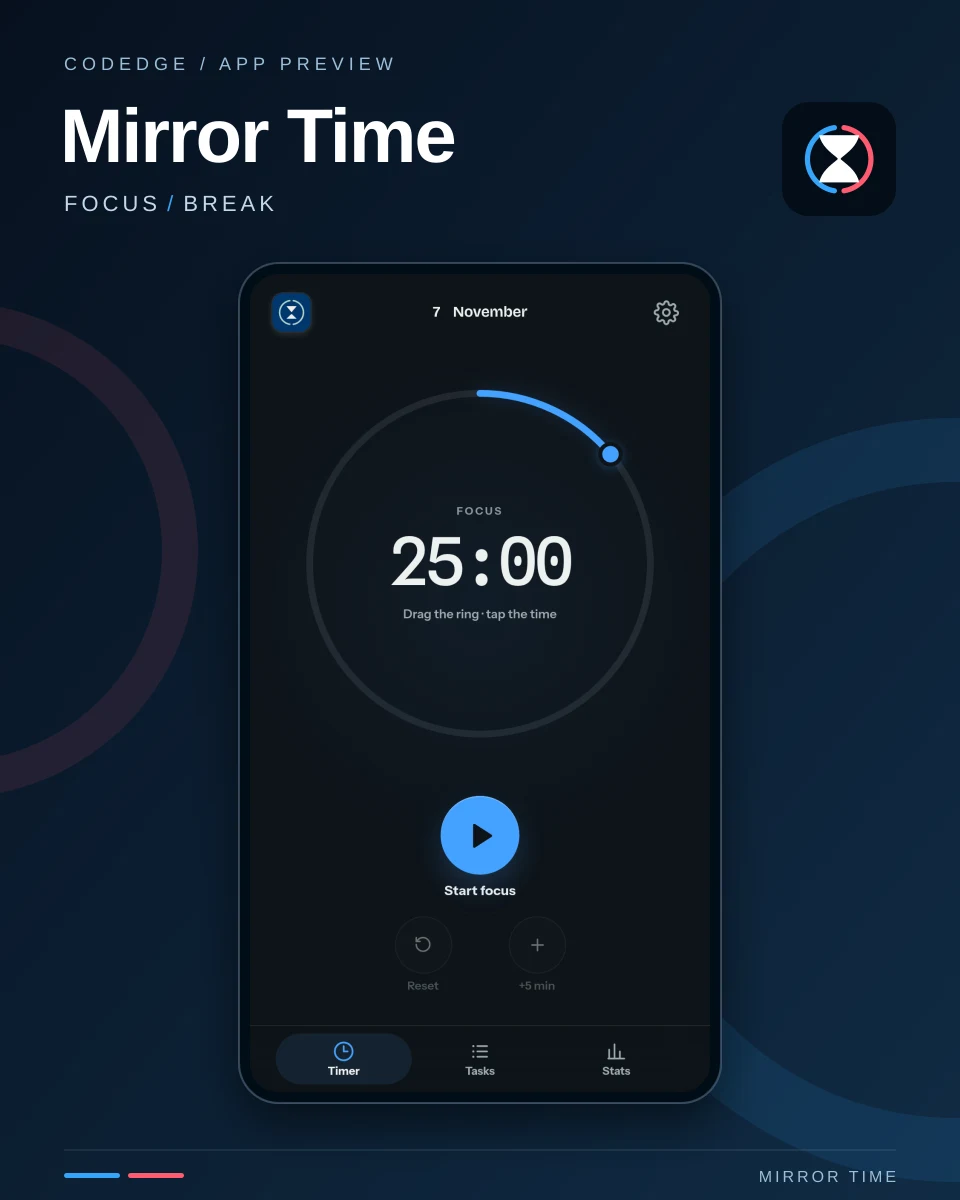 CODEDGE / APP PREVIEW
Mirror Time
FOCUS / BREAK
7 November
FOCUS
25:00
Drag the ring · tap the time
Start focus
Reset
+5 min
Timer
Tasks
Stats
MIRROR TIME